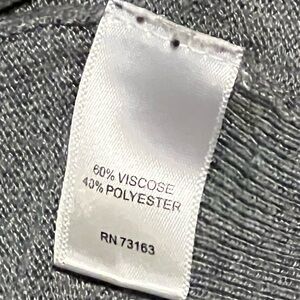 60% VISCOSE
40% POLYESTER
RN 73163